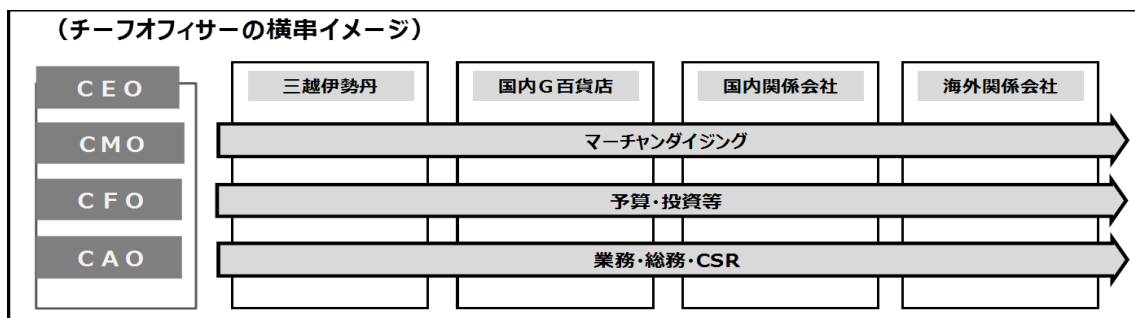 （チーフオフィサーの横串イメージ）
CEO
三越伊勢丹
国内G百貨店
国内関係会社
海外関係会社
CMO
マーチャンダイジング
CFO
予算・投資等
CAO
業務・総務・CSR